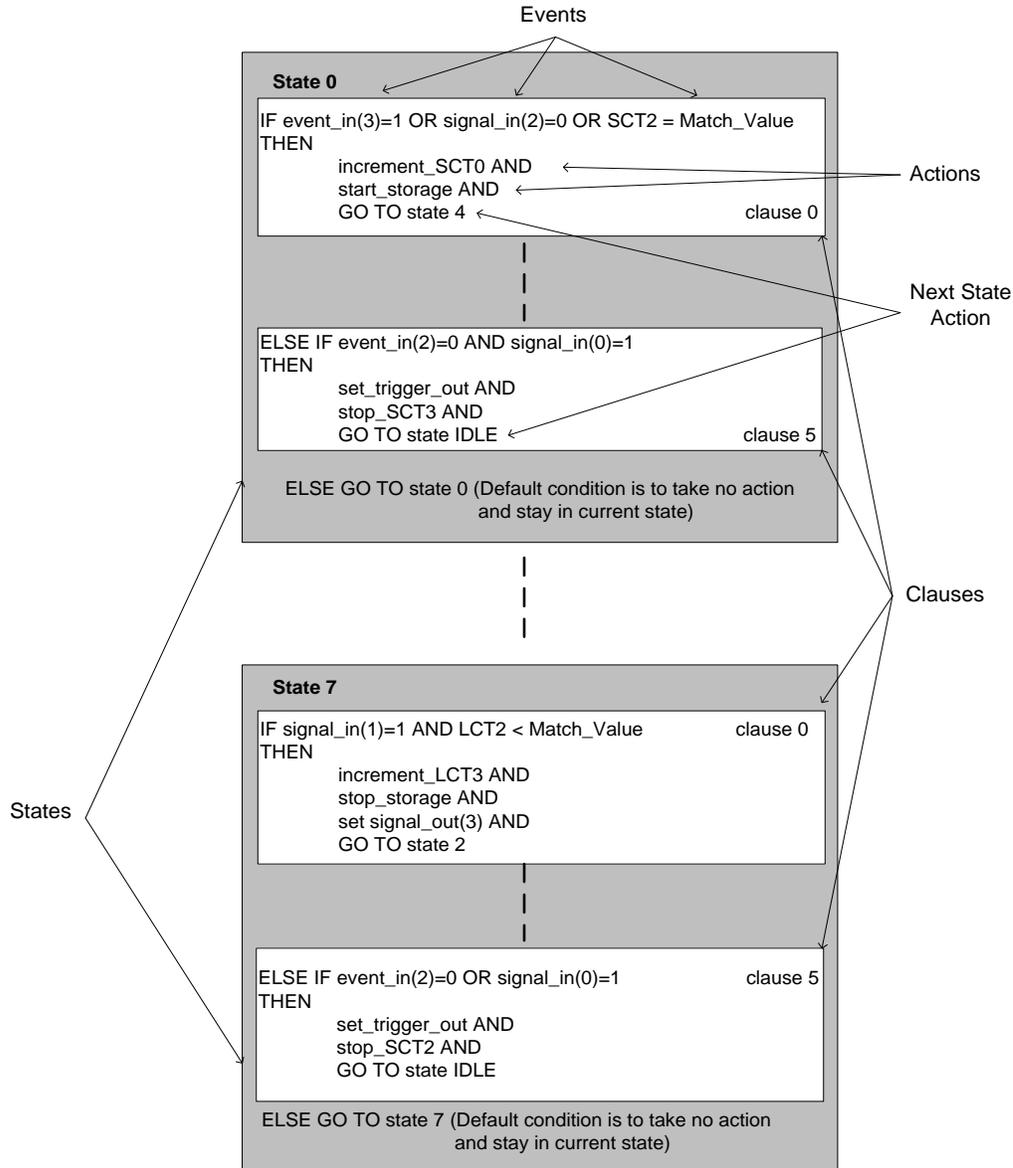 Events
State 0
IF event_in(3)=1 OR signal_in(2)=0 OR SCT2 = Match_Value
THEN
increment_SCT0 AND
start_storage AND
GO TO state 4
clause 0
Actions
Next State
Action
ELSE IF event_in(2)=0 AND signal_in(0)=1
THEN
set_trigger_out AND
stop_SCT3 AND
GO TO state IDLE
clause 5
ELSE GO TO state 0 (Default condition is to take no action
and stay in current state)
Clauses
State 7
IF signal_in(1)=1 AND LCT2 < Match_Value
clause 0
THEN
increment_LCT3 AND
stop_storage AND
set signal_out(3) AND
GO TO state 2
States
ELSE IF event_in(2)=0 OR signal_in(0)=1
clause 5
THEN
set_trigger_out AND
stop_SCT2 AND
GO TO state IDLE
ELSE GO TO state 7 (Default condition is to take no action
and stay in current state)